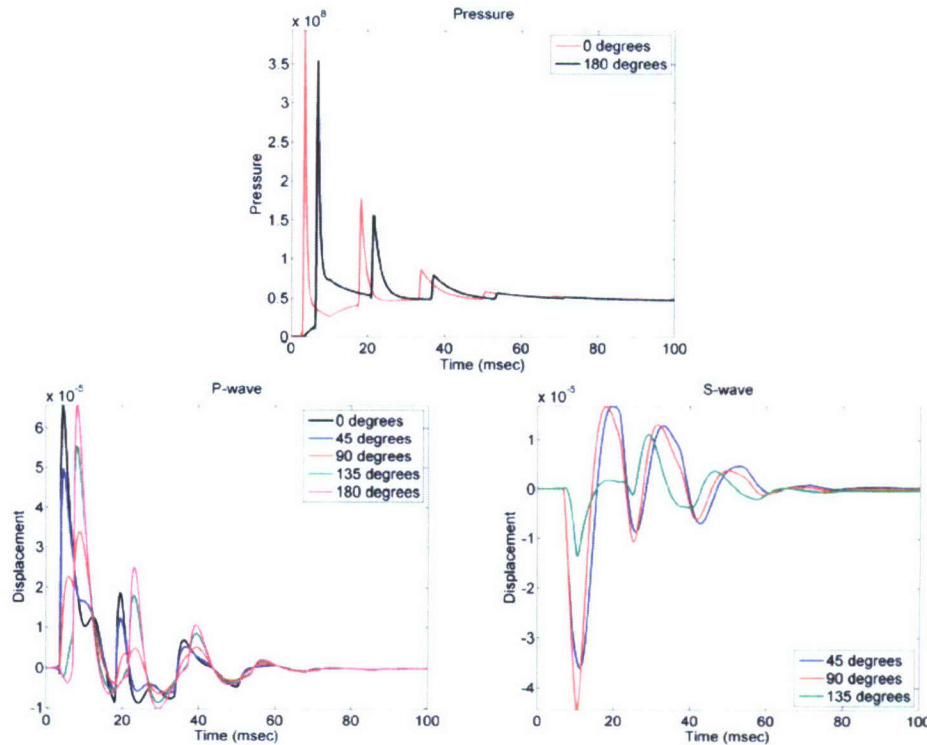 Pressure
x 10^8
0 degrees
180 degrees
3.5
3
2.5
2
1.5
1
0.5
0
Pressure
0 20 40 60 80 100
Time (msec)
P-wave
x 10^-5
0 degrees
45 degrees
90 degrees
135 degrees
180 degrees
6
5
4
3
2
1
0
-1
Displacement
0 20 40 60 80 100
Time (msec)
S-wave
x 10^-5
1
0
-1
-2
-3
-4
Displacement
45 degrees
90 degrees
135 degrees
0 20 40 60 80 100
Time (msec)